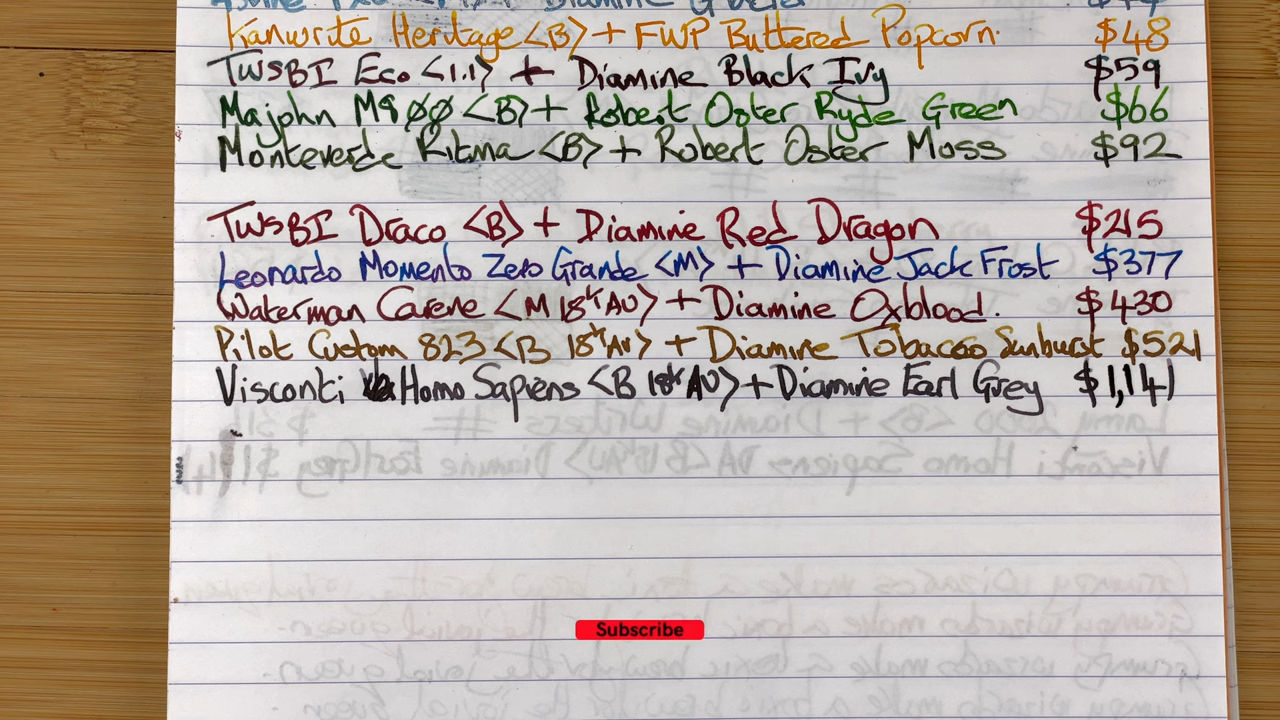 Diamine
Kanwrite Heritage <B> + FWP Buttered Popcorn. $48
TWSBI Eco <1.1> + Diamine Black Ivy $59
Majohn M900 <B> + Robert Oster Ryde Green $66
Monteverde Ritma <B> + Robert Oster Moss $92
TWSBI Draco <B> + Diamine Red Dragon $215
Leonardo Momento Zero Grande <M) + Diamine Jack Frost $377
Waterman Carene <M 18k AU> + Diamine Oxblood. $430
Pilot Custom 823 <B 18k AU> + Diamine Tobacco Sunburst $521
Visconti Homo Sapiens <B 18k AU> + Diamine Earl Grey $1,141
Subscribe